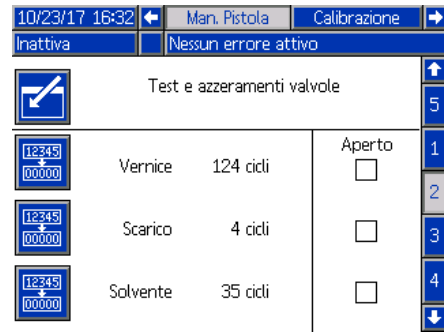 10/23/17 16:32 Man. Pistola Calibrazione
Inattiva Nessun errore attivo
Test e azzeramenti valvole
5
Aperto
1
12345
00000
Vernice 124 cicli
2
12345
00000
Scarico 4 cicli
3
12345
00000
Solvente 35 cicli
4